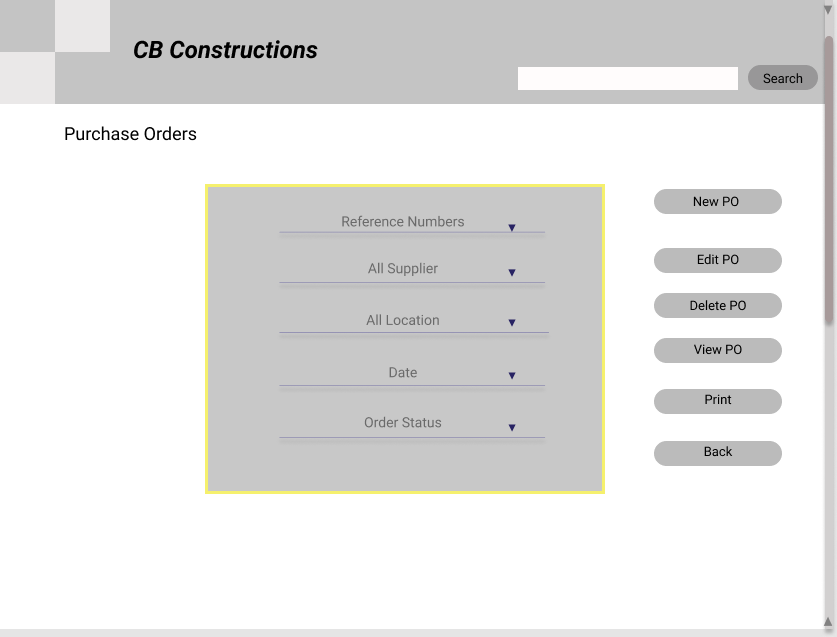 CB Constructions
Search
Purchase Orders
Reference Numbers
All Supplier
All Location
Date
Order Status
New PO
Edit PO
Delete PO
View PO
Print
Back